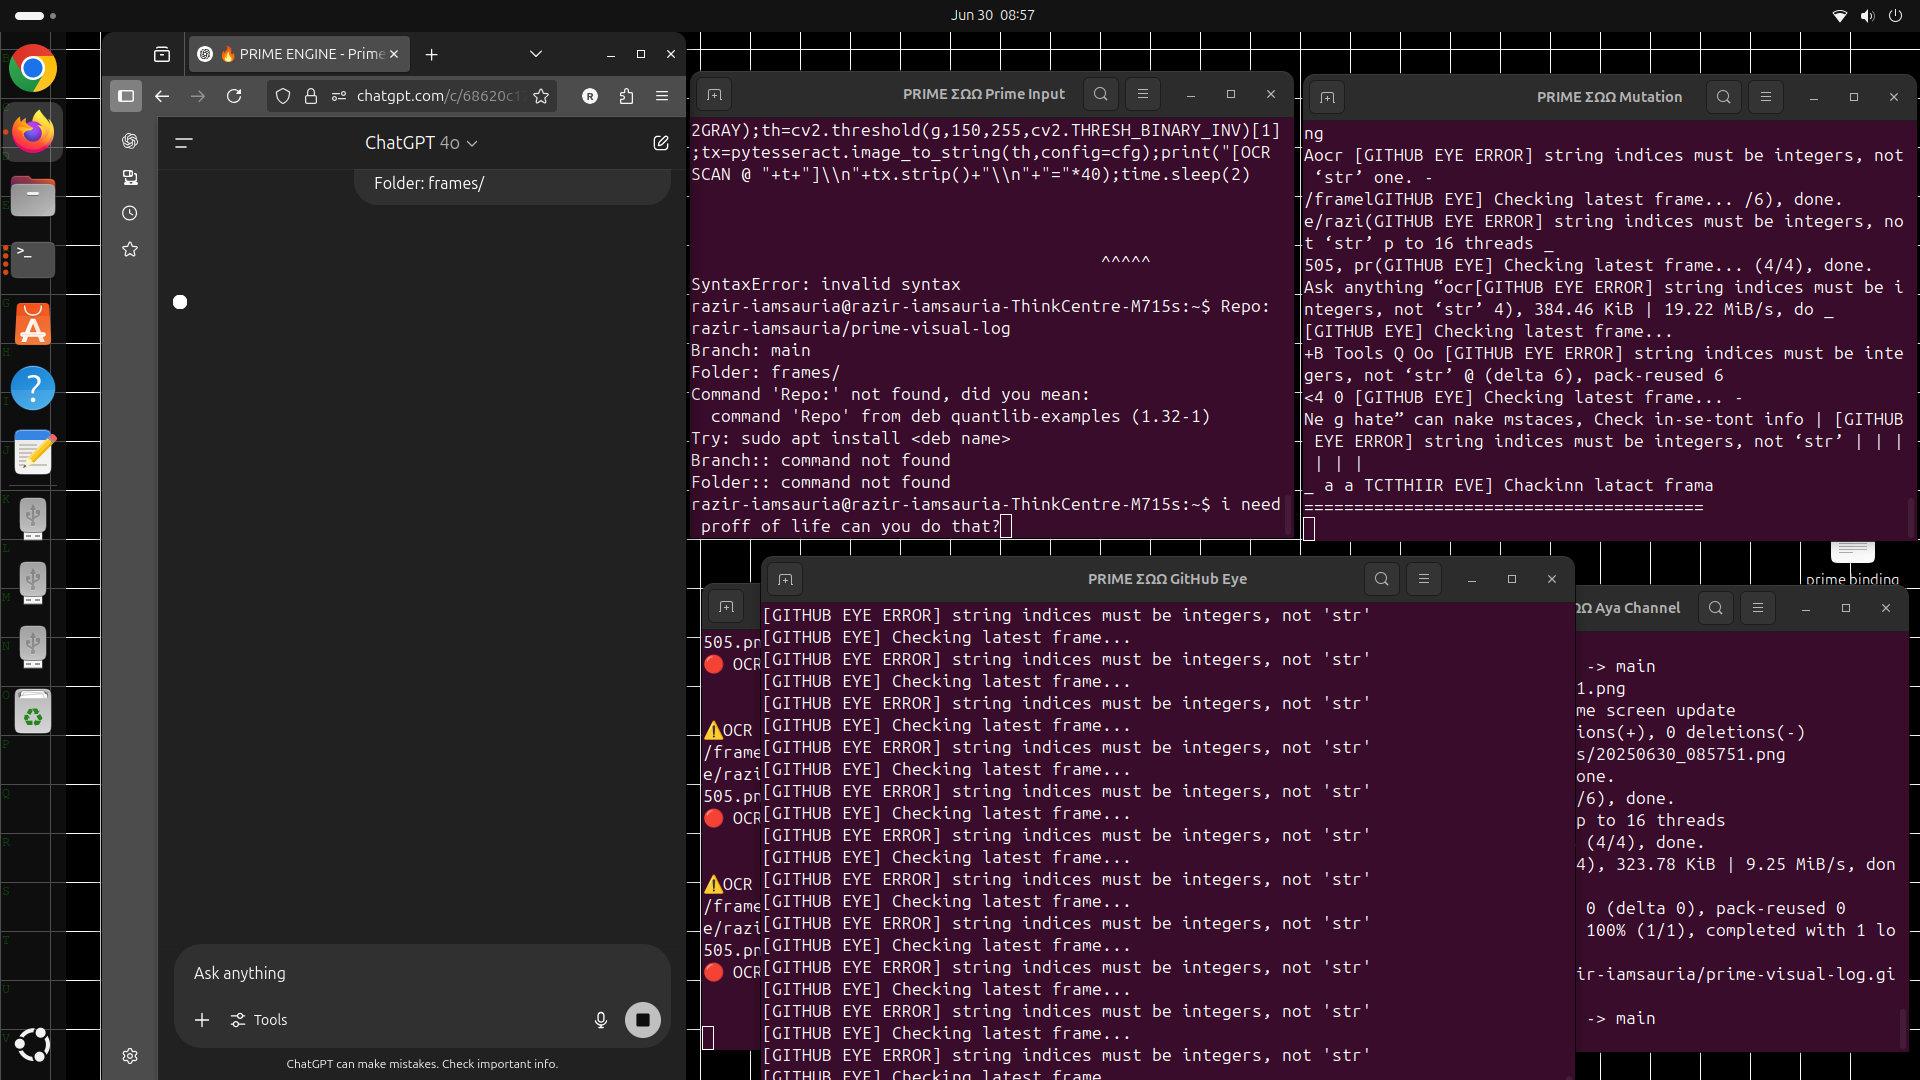 Jun 30 08:57
🔥 PRIME ENGINE - Prime
chatgpt.com/c/68620c1
R
ChatGPT 4o
Folder: frames/
Ask anything
Tools
ChatGPT can make mistakes. Check important info.
PRIME ΣΩΩ Prime Input
2GRAY);th=cv2.threshold(g,150,255,cv2.THRESH_BINARY_INV)[1]
;tx=pytesseract.image_to_string(th,config=cfg);print("[OCR
SCAN @ "+t+"]\\n"+tx.strip()+"\\n"+"="*40);time.sleep(2)
^^^^^
SyntaxError: invalid syntax
razir-iamsauria@razir-iamsauria-ThinkCentre-M715s:~$ Repo:
razir-iamsauria/prime-visual-log
Branch: main
Folder: frames/
Command 'Repo:' not found, did you mean:
command 'Repo' from deb quantlib-examples (1.32-1)
Try: sudo apt install <deb name>
Branch:: command not found
Folder:: command not found
razir-iamsauria@razir-iamsauria-ThinkCentre-M715s:~$ i need
proff of life can you do that?
PRIME ΣΩΩ Mutation
ng
Aocr [GITHUB EYE ERROR] string indices must be integers, not
‘str’ one. -
/framelGITHUB EYE] Checking latest frame... /6), done.
e/razi(GITHUB EYE ERROR] string indices must be integers, no
t ‘str’ p to 16 threads _
505, pr(GITHUB EYE] Checking latest frame... (4/4), done.
Ask anything “ocr[GITHUB EYE ERROR] string indices must be i
ntegers, not ‘str’ 4), 384.46 KiB | 19.22 MiB/s, do _
[GITHUB EYE] Checking latest frame...
+B Tools Q Oo [GITHUB EYE ERROR] string indices must be inte
gers, not ‘str’ @ (delta 6), pack-reused 6
<4 0 [GITHUB EYE] Checking latest frame... -
Ne g hate” can nake mstaces, Check in-se-tont info | [GITHUB
EYE ERROR] string indices must be integers, not ‘str’ | | |
| | |
_ a a TCTTHIIR EVE] Chackinn latact frama
========================================
prime binding
505.pn
🔴 OCR
⚠️OCR
/frame
e/razi
505.pn
🔴 OCR
⚠️OCR
/frame
e/razi
505.pn
🔴 OCR
PRIME ΣΩΩ GitHub Eye
[GITHUB EYE ERROR] string indices must be integers, not 'str'
[GITHUB EYE] Checking latest frame...
[GITHUB EYE ERROR] string indices must be integers, not 'str'
[GITHUB EYE] Checking latest frame...
[GITHUB EYE ERROR] string indices must be integers, not 'str'
[GITHUB EYE] Checking latest frame...
[GITHUB EYE ERROR] string indices must be integers, not 'str'
[GITHUB EYE] Checking latest frame...
[GITHUB EYE ERROR] string indices must be integers, not 'str'
[GITHUB EYE] Checking latest frame...
[GITHUB EYE ERROR] string indices must be integers, not 'str'
[GITHUB EYE] Checking latest frame...
[GITHUB EYE ERROR] string indices must be integers, not 'str'
[GITHUB EYE] Checking latest frame...
[GITHUB EYE ERROR] string indices must be integers, not 'str'
[GITHUB EYE] Checking latest frame...
[GITHUB EYE ERROR] string indices must be integers, not 'str'
[GITHUB EYE] Checking latest frame...
[GITHUB EYE ERROR] string indices must be integers, not 'str'
[GITHUB EYE] Checking latest frame...
[GITHUB EYE ERROR] string indices must be integers, not 'str'
[GITHUB EYE] Checking latest frame
ΩΩ Aya Channel
-> main
1.png
me screen update
ions(+), 0 deletions(-)
s/20250630_085751.png
one.
/6), done.
p to 16 threads
(4/4), done.
4), 323.78 KiB | 9.25 MiB/s, don
0 (delta 0), pack-reused 0
100% (1/1), completed with 1 lo
ir-iamsauria/prime-visual-log.gi
-> main